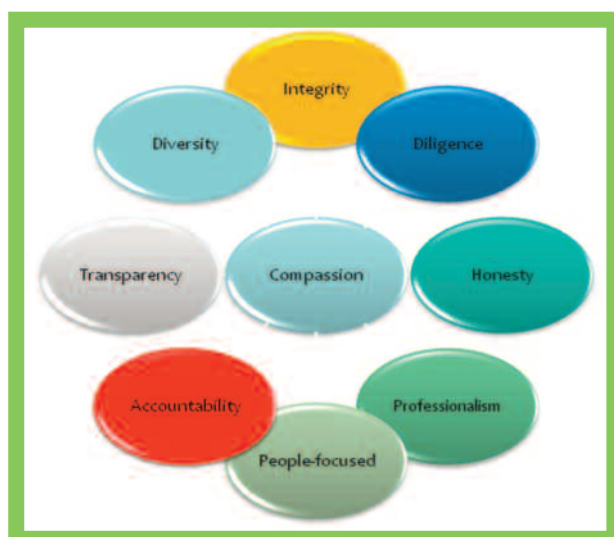 Integrity
Diversity
Diligence
Transparency
Compassion
Honesty
Accountability
Professionalism
People-focused